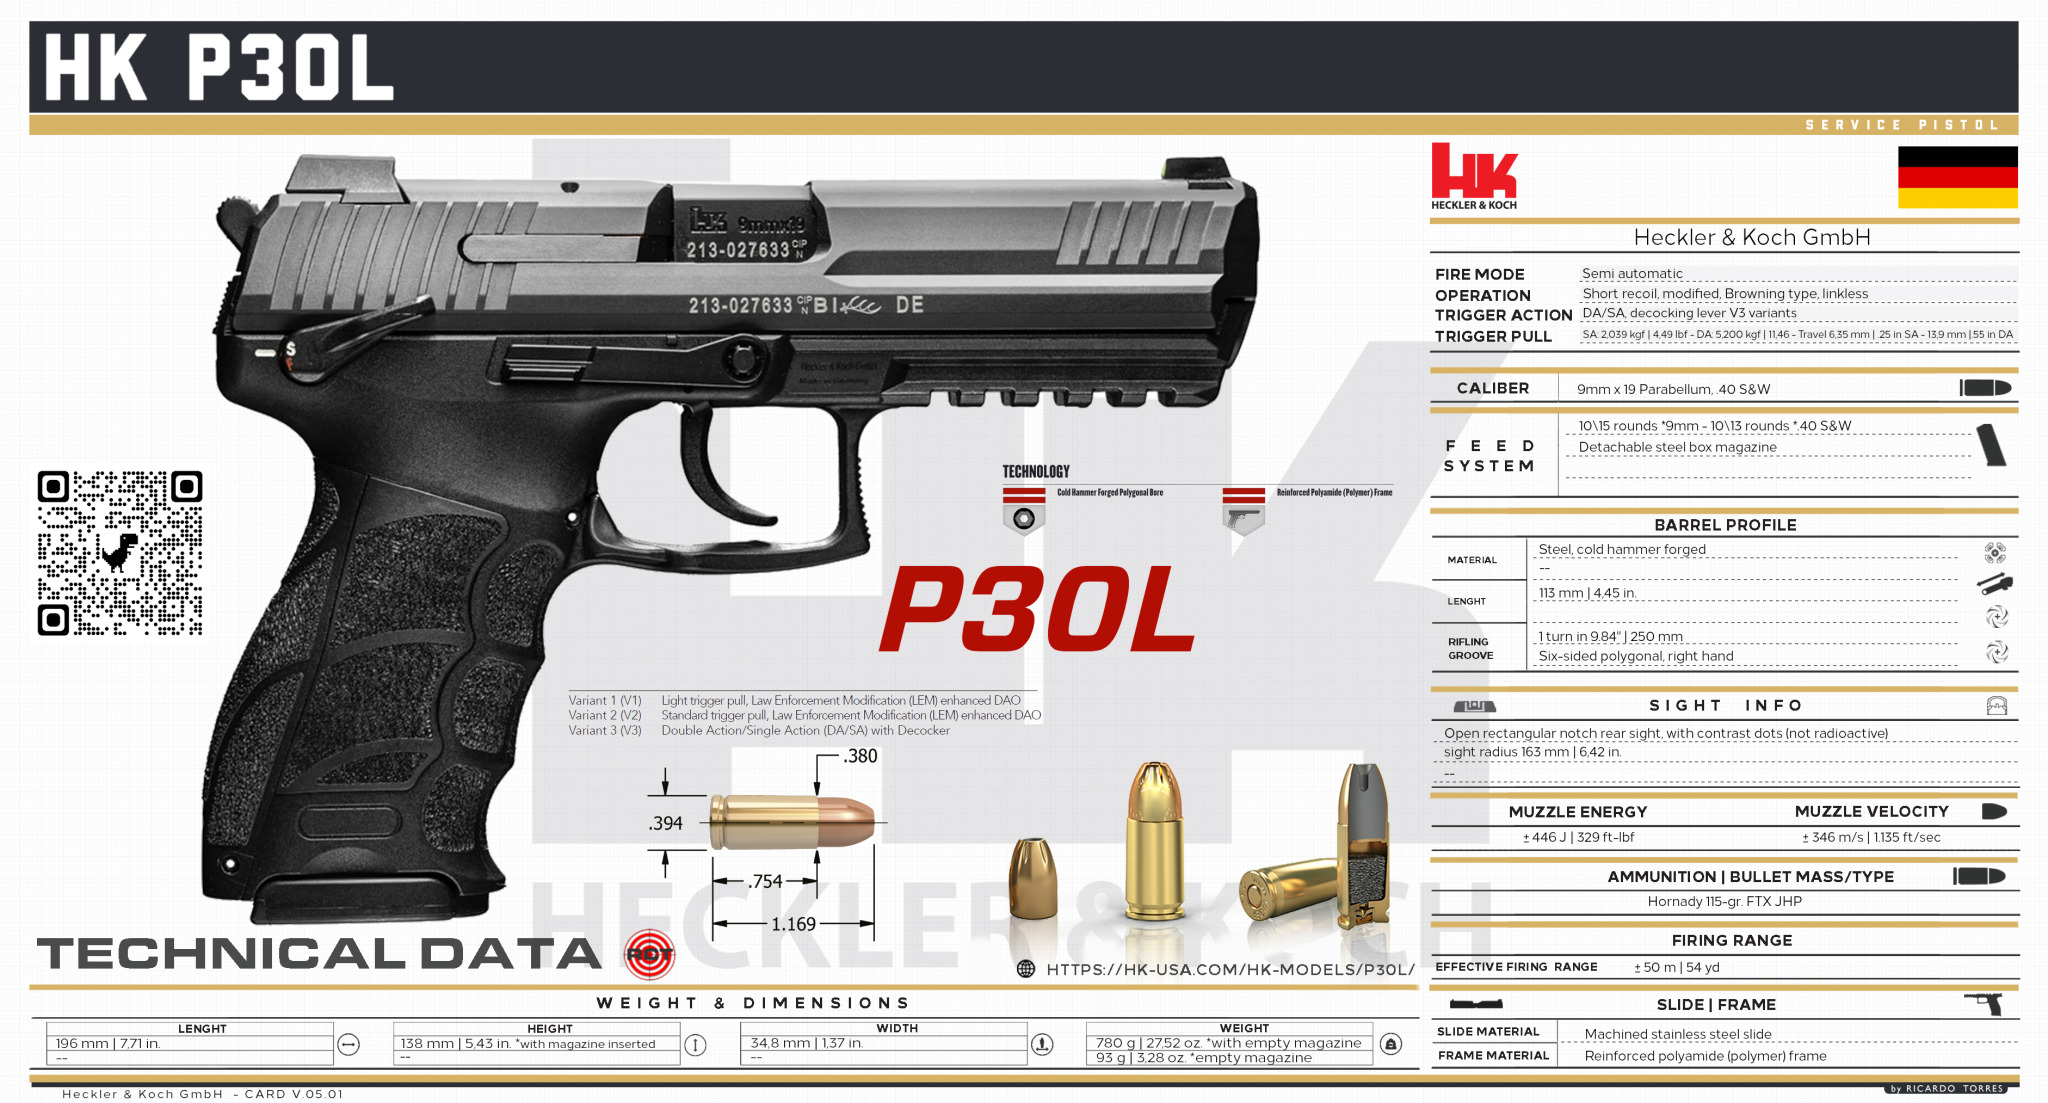 HK P30L
SERVICE PISTOL
HK 9mmx19
213-027633 CIP N
213-027633 CIP N BI DE
S
F
Heckler & Koch GmbH
Made in Germany
TECHNOLOGY
Cold Hammer Forged Polygonal Bore
Reinforced Polyamide (Polymer) Frame
P30L
Variant 1 (V1) Light trigger pull, Law Enforcement Modification (LEM) enhanced DAO
Variant 2 (V2) Standard trigger pull, Law Enforcement Modification (LEM) enhanced DAO
Variant 3 (V3) Double Action/Single Action (DA/SA) with Decocker
.380
.394
.754
1.169
HECKLER & KOCH
TECHNICAL DATA
RDT
HTTPS://HK-USA.COM/HK-MODELS/P30L/
WEIGHT & DIMENSIONS
LENGHT
196 mm | 7,71 in.
--
HEIGHT
138 mm | 5,43 in. *with magazine inserted
--
WIDTH
34,8 mm | 1,37 in.
--
WEIGHT
780 g | 27,52 oz. *with empty magazine
93 g | 3,28 oz. *empty magazine
Heckler & Koch GmbH - CARD V.05.01
HK
HECKLER & KOCH
Heckler & Koch GmbH
FIRE MODE Semi automatic
OPERATION Short recoil, modified, Browning type, linkless
TRIGGER ACTION DA/SA, decocking lever V3 variants
TRIGGER PULL SA: 2,039 kgf | 4,49 lbf - DA: 5,200 kgf | 11,46 - Travel 6,35 mm | .25 in SA - 13,9 mm |.55 in DA
CALIBER 9mm x 19 Parabellum, .40 S&W
FEED SYSTEM
10\15 rounds *9mm - 10\13 rounds *.40 S&W
Detachable steel box magazine
BARREL PROFILE
MATERIAL Steel, cold hammer forged
--
LENGHT 113 mm | 4,45 in.
RIFLING GROOVE
1 turn in 9.84" | 250 mm
Six-sided polygonal, right hand
SIGHT INFO
Open rectangular notch rear sight, with contrast dots (not radioactive)
sight radius 163 mm | 6,42 in.
--
MUZZLE ENERGY
± 446 J | 329 ft-lbf
MUZZLE VELOCITY
± 346 m/s | 1.135 ft/sec
AMMUNITION | BULLET MASS/TYPE
Hornady 115-gr. FTX JHP
FIRING RANGE
EFFECTIVE FIRING RANGE ± 50 m | 54 yd
SLIDE | FRAME
SLIDE MATERIAL Machined stainless steel slide
FRAME MATERIAL Reinforced polyamide (polymer) frame
by RICARDO TORRES